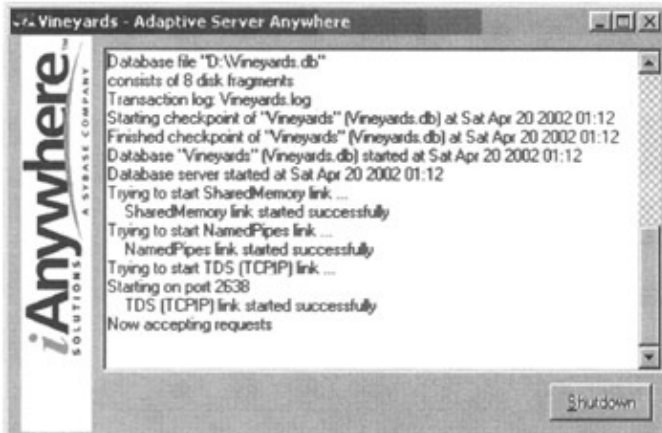 Vineyards - Adaptive Server Anywhere
iAnywhere™
SOLUTIONS
A SYBASE COMPANY
Database file "D:\Vineyards.db"
consists of 8 disk fragments
Transaction log: Vineyards.log
Starting checkpoint of "Vineyards" (Vineyards.db) at Sat Apr 20 2002 01:12
Finished checkpoint of "Vineyards" (Vineyards.db) at Sat Apr 20 2002 01:12
Database "Vineyards" (Vineyards.db) started at Sat Apr 20 2002 01:12
Database server started at Sat Apr 20 2002 01:12
Trying to start SharedMemory link ...
SharedMemory link started successfully
Trying to start NamedPipes link ...
NamedPipes link started successfully
Trying to start TDS (TCPIP) link ...
Starting on port 2638
TDS (TCPIP) link started successfully
Now accepting requests
Shutdown